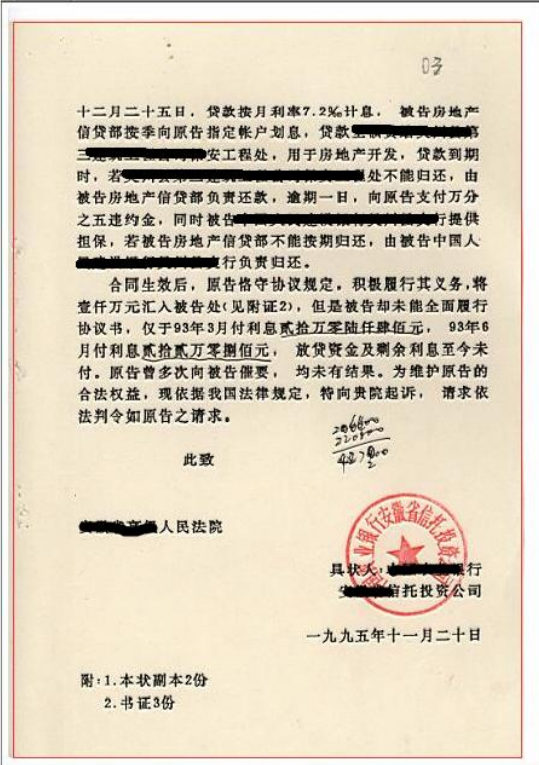 03
十二月二十五日，贷款按月利率7.2‰计息， 被告房地产
信贷部按季向原告指定帐户划息，贷款 第
三 安工程处，用于房地产开发，贷款到期
时，若 处不能归还，由
被告房地产信贷部负责还款，逾期一日，向原告支付万分
之五违约金，同时被告 行提供
担保，若被告房地产信贷部不能按期归还，由被告中国人
行负责归还。
合同生效后，原告恪守协议规定。积极履行其义务，将
壹仟万元汇入被告处(见附证2)，但是被告却未能全面履行
协议书，仅于93年3月付利息贰拾万零陆仟肆佰元， 93年6
月付利息贰拾贰万零捌佰元， 放贷资金及剩余利息至今未
付。原告曾多次向被告催要， 均未有结果。为维护原告的
合法权益，现依据我国法律规定，特向贵院起诉， 请求依
法判令如原告之请求。
206400
220800
此致
人民法院
业银行安徽省信托投资
具状人： 银行
安 信托投资公司
一九九五年十一月二十日
附：1.本状副本2份
2.书证3份